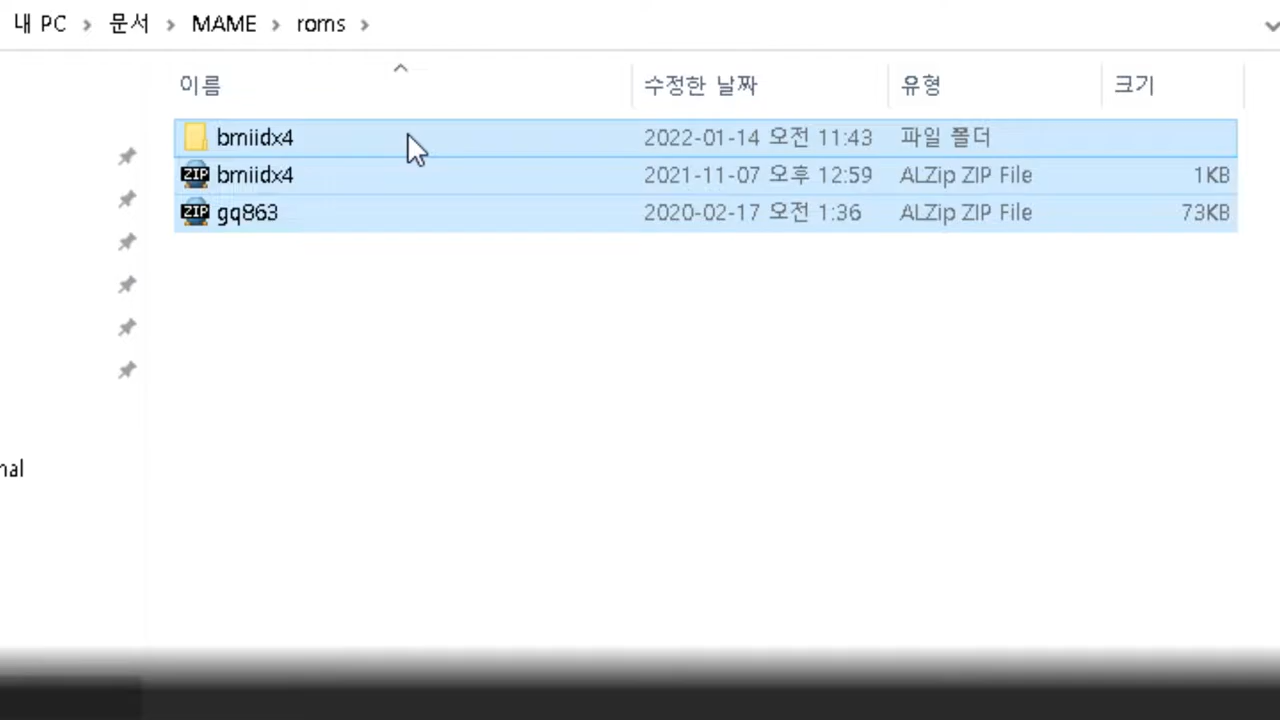 내 PC > 문서 > MAME > roms >
이름 수정한 날짜 유형 크기
bmiidx4 2022-01-14 오전 11:43 파일 폴더
ZIP bmiidx4 2021-11-07 오후 12:59 ALZip ZIP File 1KB
ZIP gq863 2020-02-17 오전 1:36 ALZip ZIP File 73KB
nal